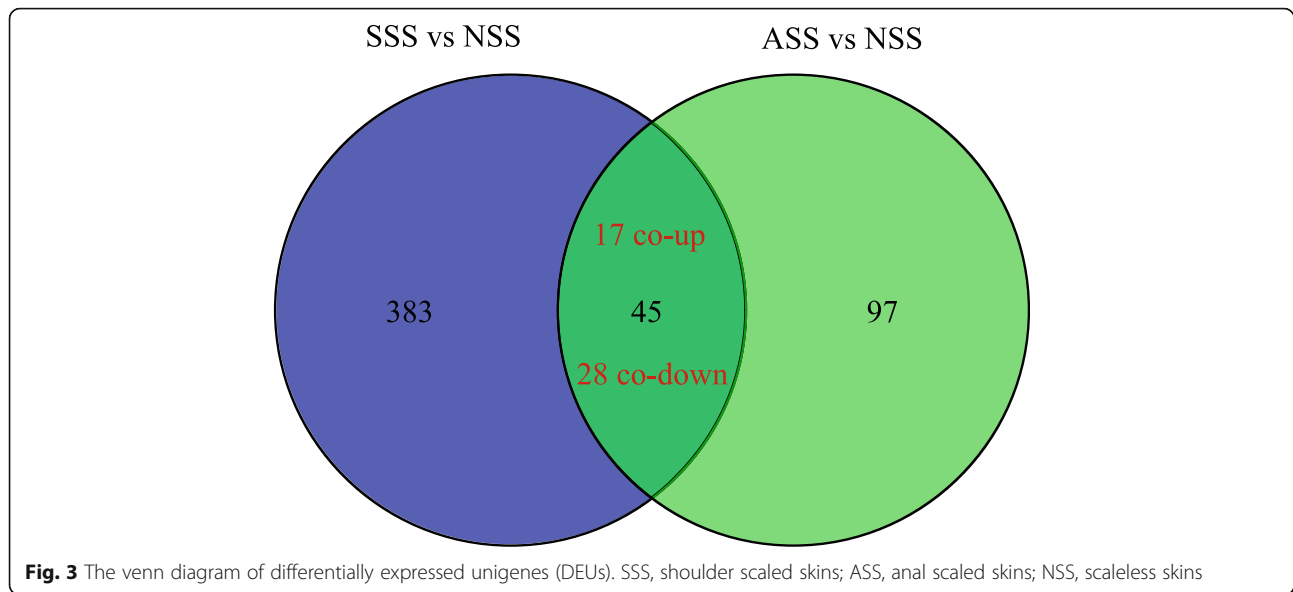 SSS vs NSS
ASS vs NSS
17 co-up
383
45
97
28 co-down
Fig. 3 The venn diagram of differentially expressed unigenes (DEUs). SSS, shoulder scaled skins; ASS, anal scaled skins; NSS, scaleless skins